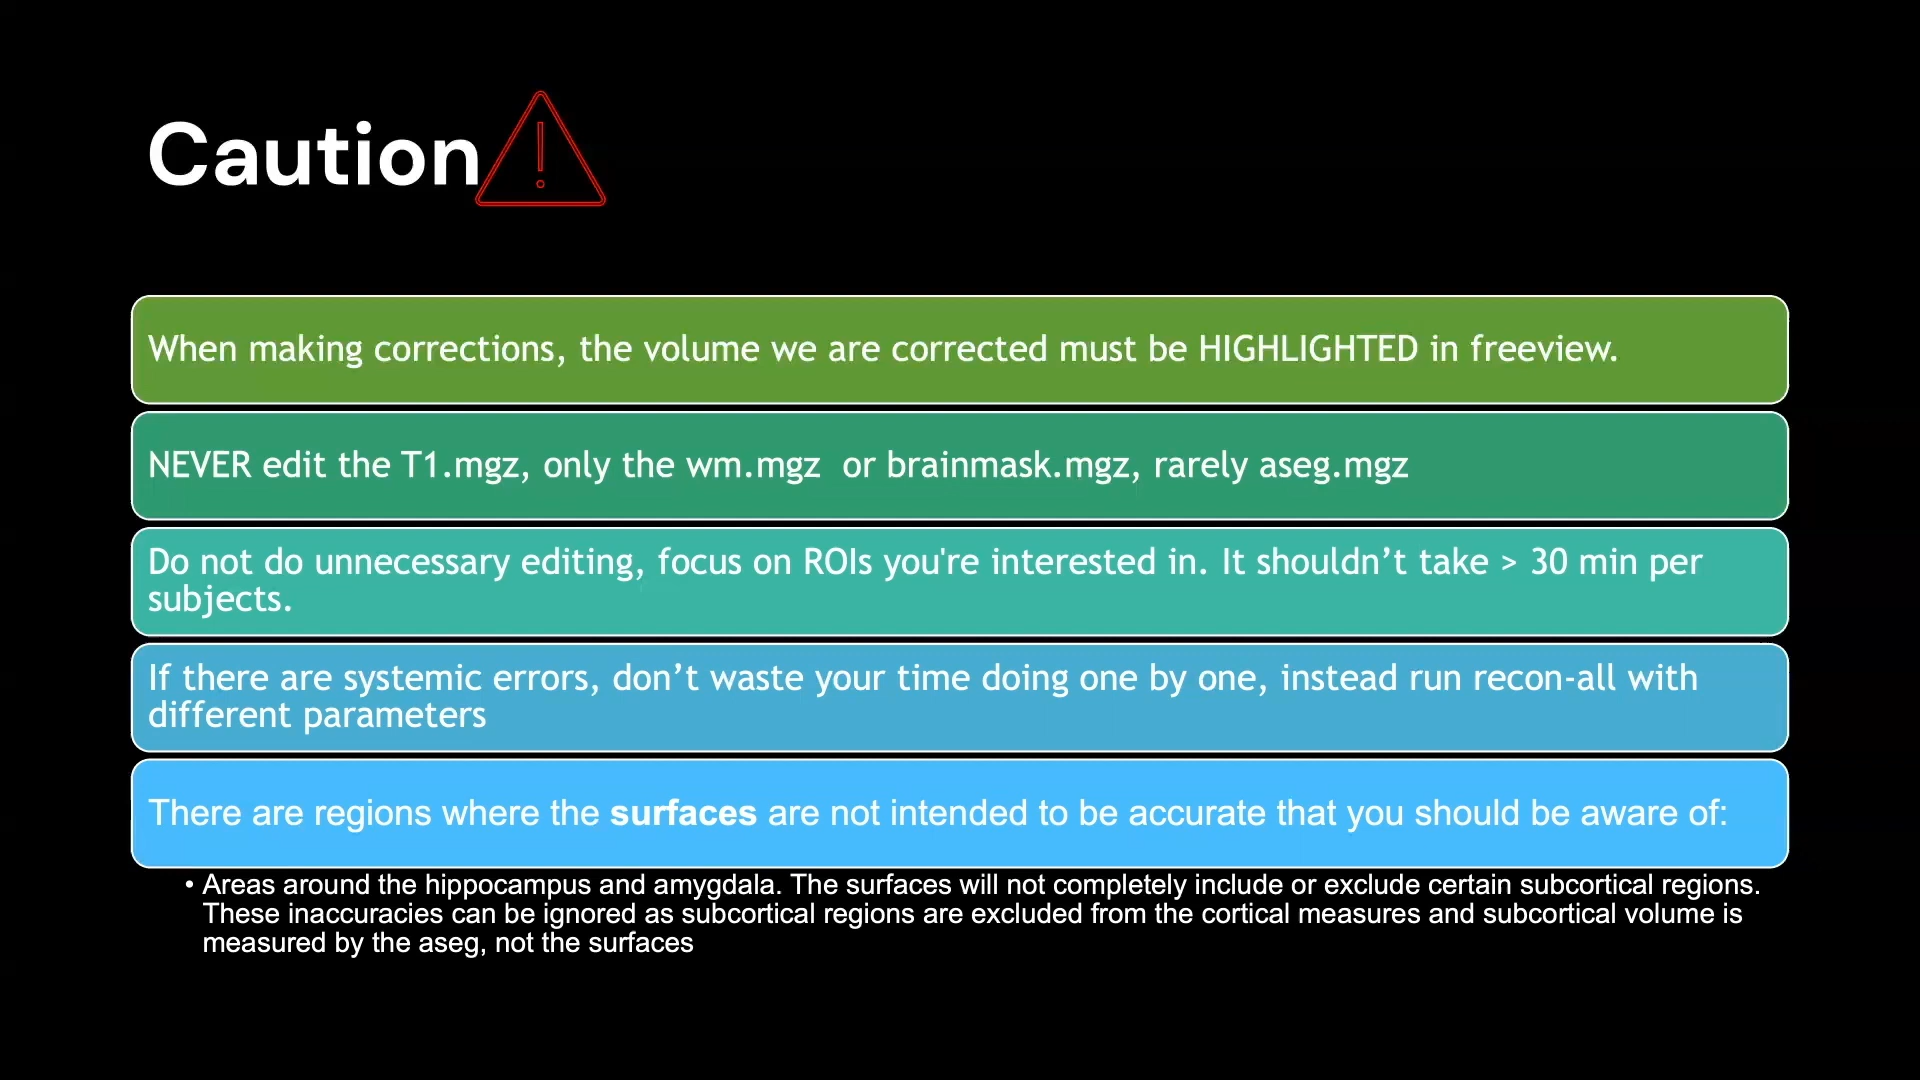 Caution
When making corrections, the volume we are corrected must be HIGHLIGHTED in freeview.
NEVER edit the T1.mgz, only the wm.mgz  or brainmask.mgz, rarely aseg.mgz
Do not do unnecessary editing, focus on ROIs you're interested in. It shouldn’t take > 30 min per
subjects.
If there are systemic errors, don’t waste your time doing one by one, instead run recon-all with
different parameters
There are regions where the surfaces are not intended to be accurate that you should be aware of:
• Areas around the hippocampus and amygdala. The surfaces will not completely include or exclude certain subcortical regions.
These inaccuracies can be ignored as subcortical regions are excluded from the cortical measures and subcortical volume is
measured by the aseg, not the surfaces